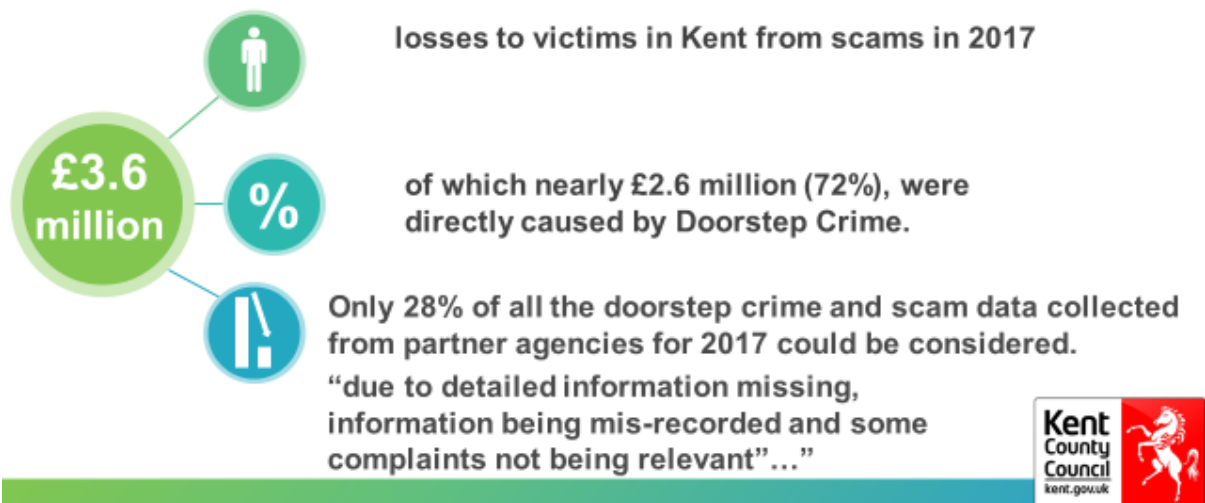 £3.6
million
losses to victims in Kent from scams in 2017
%
of which nearly £2.6 million (72%), were
directly caused by Doorstep Crime.
Only 28% of all the doorstep crime and scam data collected
from partner agencies for 2017 could be considered.
“due to detailed information missing,
information being mis-recorded and some
complaints not being relevant”…”
Kent
County
Council
kent.gov.uk